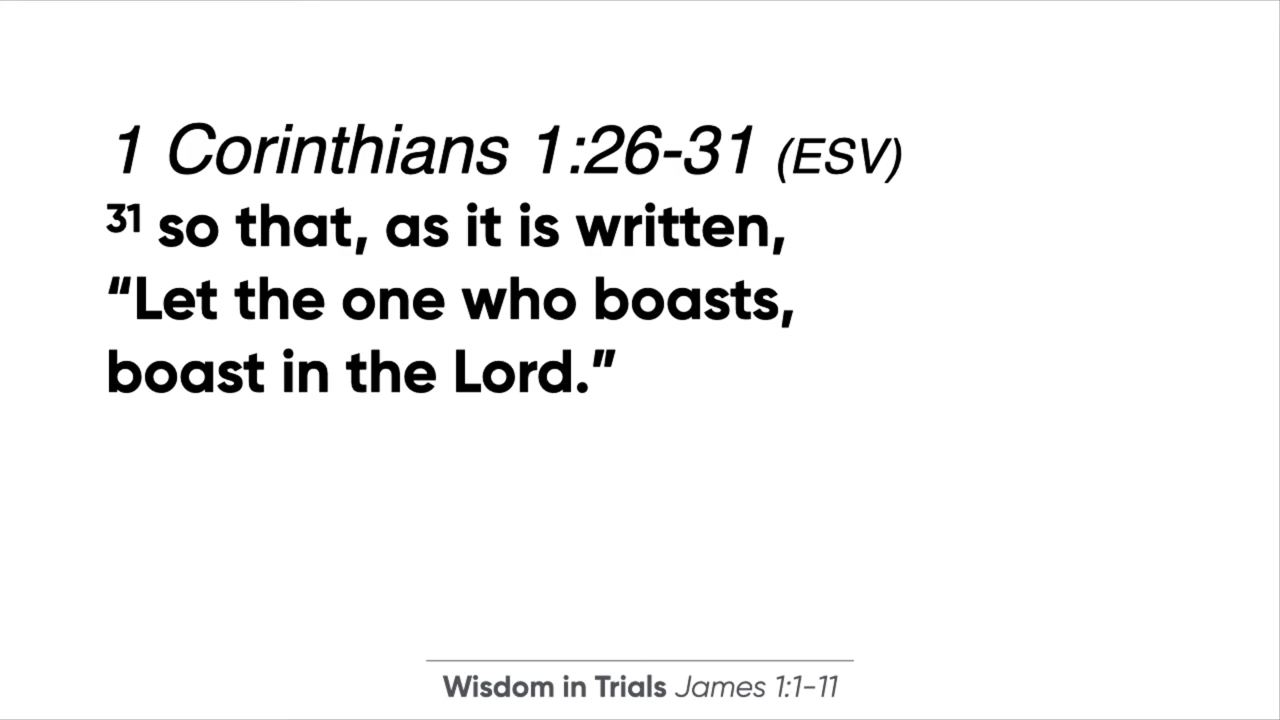 1 Corinthians 1:26-31 (ESV)
³¹ so that, as it is written,
“Let the one who boasts,
boast in the Lord.”
Wisdom in Trials James 1:1-11